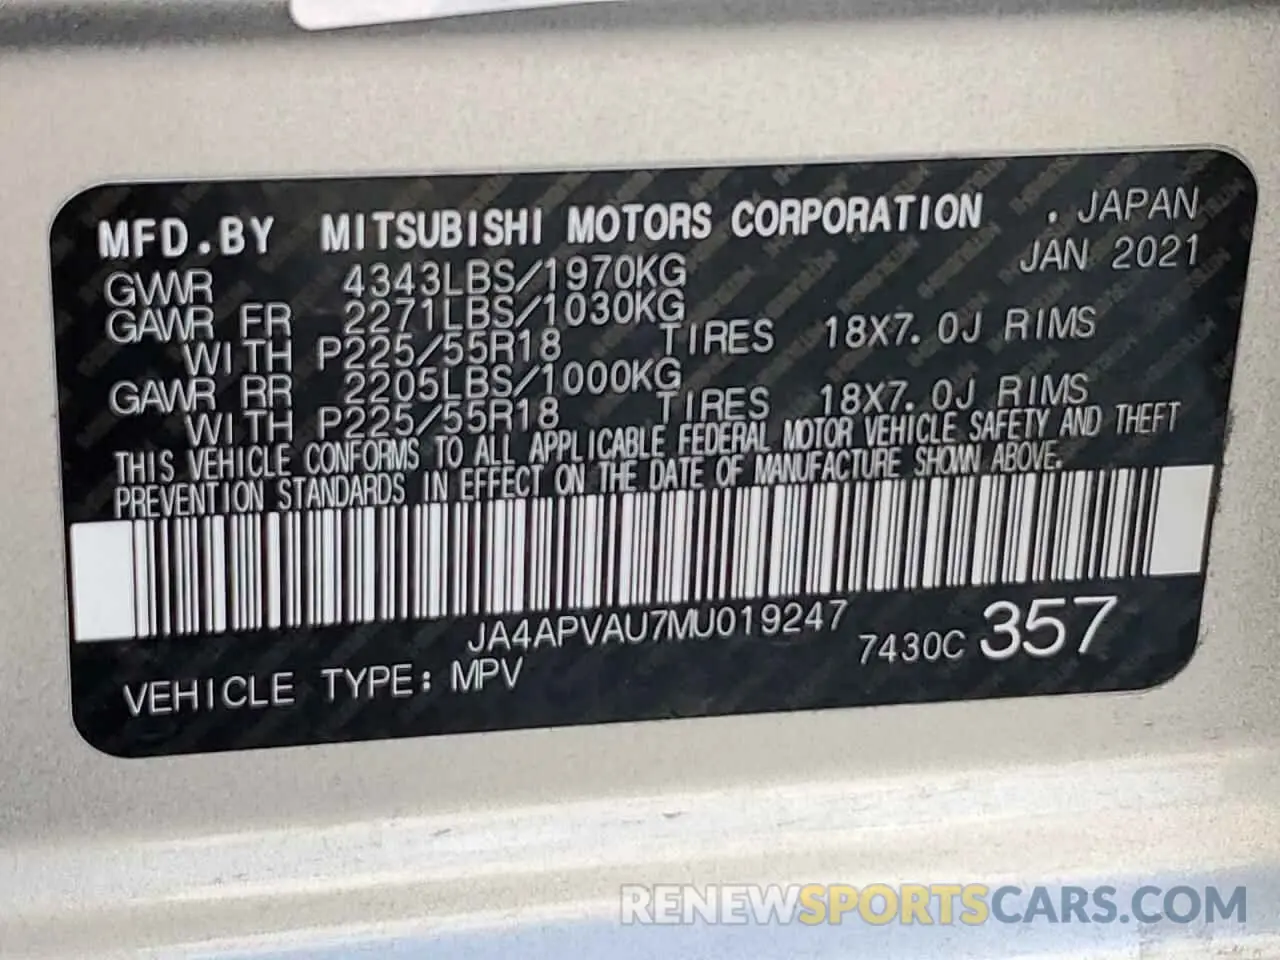 MFD.BY MITSUBISHI MOTORS CORPORATION . JAPAN
GVWR 4343LBS/1970KG JAN 2021
GAWR FR 2271LBS/1030KG
WITH P225/55R18 TIRES 18X7.0J RIMS
GAWR RR 2205LBS/1000KG
WITH P225/55R18 TIRES 18X7.0J RIMS
THIS VEHICLE CONFORMS TO ALL APPLICABLE FEDERAL MOTOR VEHICLE SAFETY AND THEFT
PREVENTION STANDARDS IN EFFECT ON THE DATE OF MANUFACTURE SHOWN ABOVE.
JA4APVAU7MU019247 7430C 357
VEHICLE TYPE: MPV
RENEWSPORTSCARS.COM